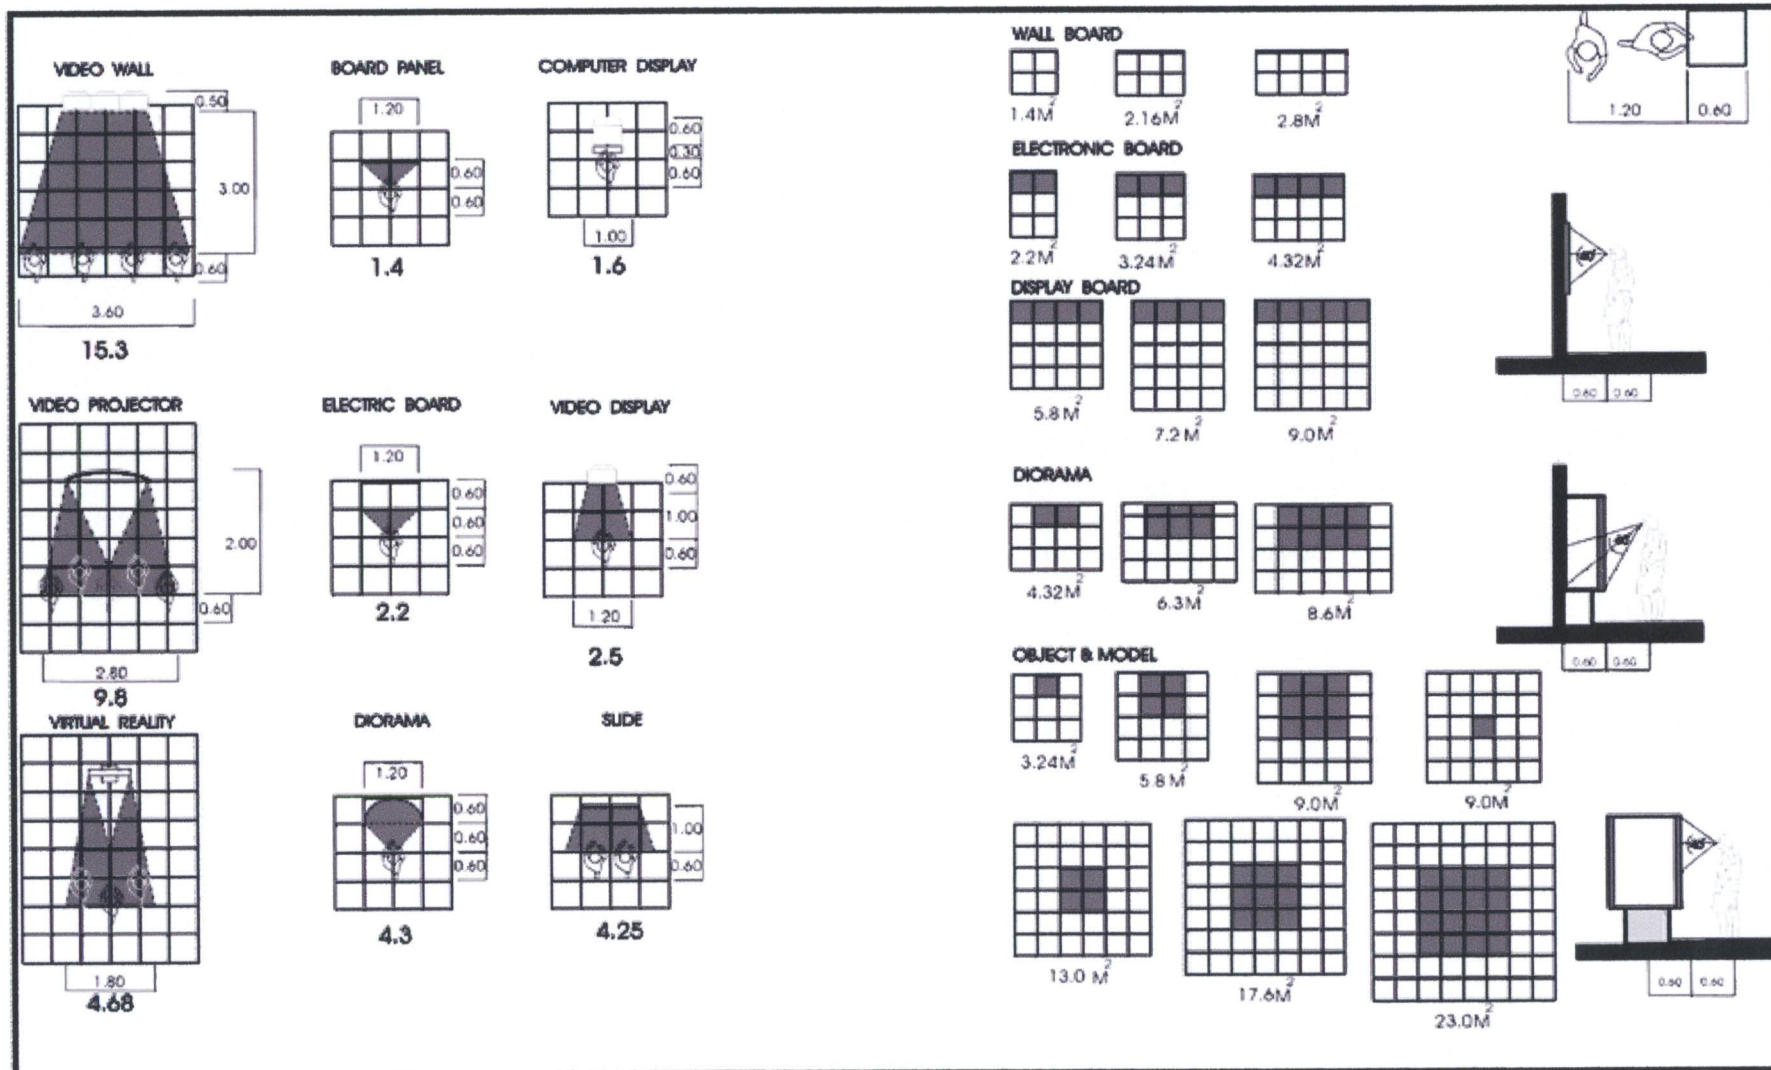 VIDEO WALL
0.50
3.00
0.60
3.60
15.3
BOARD PANEL
1.20
0.60
0.60
1.4
COMPUTER DISPLAY
0.60
0.30
0.60
1.00
1.6
VIDEO PROJECTOR
2.00
0.60
2.80
9.8
ELECTRIC BOARD
1.20
0.60
0.60
0.60
2.2
VIDEO DISPLAY
0.60
1.00
0.60
1.20
2.5
VIRTUAL REALITY
1.80
4.68
DIORAMA
1.20
0.60
0.60
0.60
4.3
SLIDE
1.00
0.60
4.25
WALL BOARD
1.4M² 2.16M² 2.8M²
ELECTRONIC BOARD
2.2M² 3.24M² 4.32M²
DISPLAY BOARD
5.8M² 7.2M² 9.0M²
DIORAMA
4.32M² 6.3M² 8.6M²
OBJECT & MODEL
3.24M² 5.8M² 9.0M² 9.0M²
13.0 M² 17.6M² 23.0M²
1.20 0.60
0.60 0.60
0.60 0.60
0.60 0.60